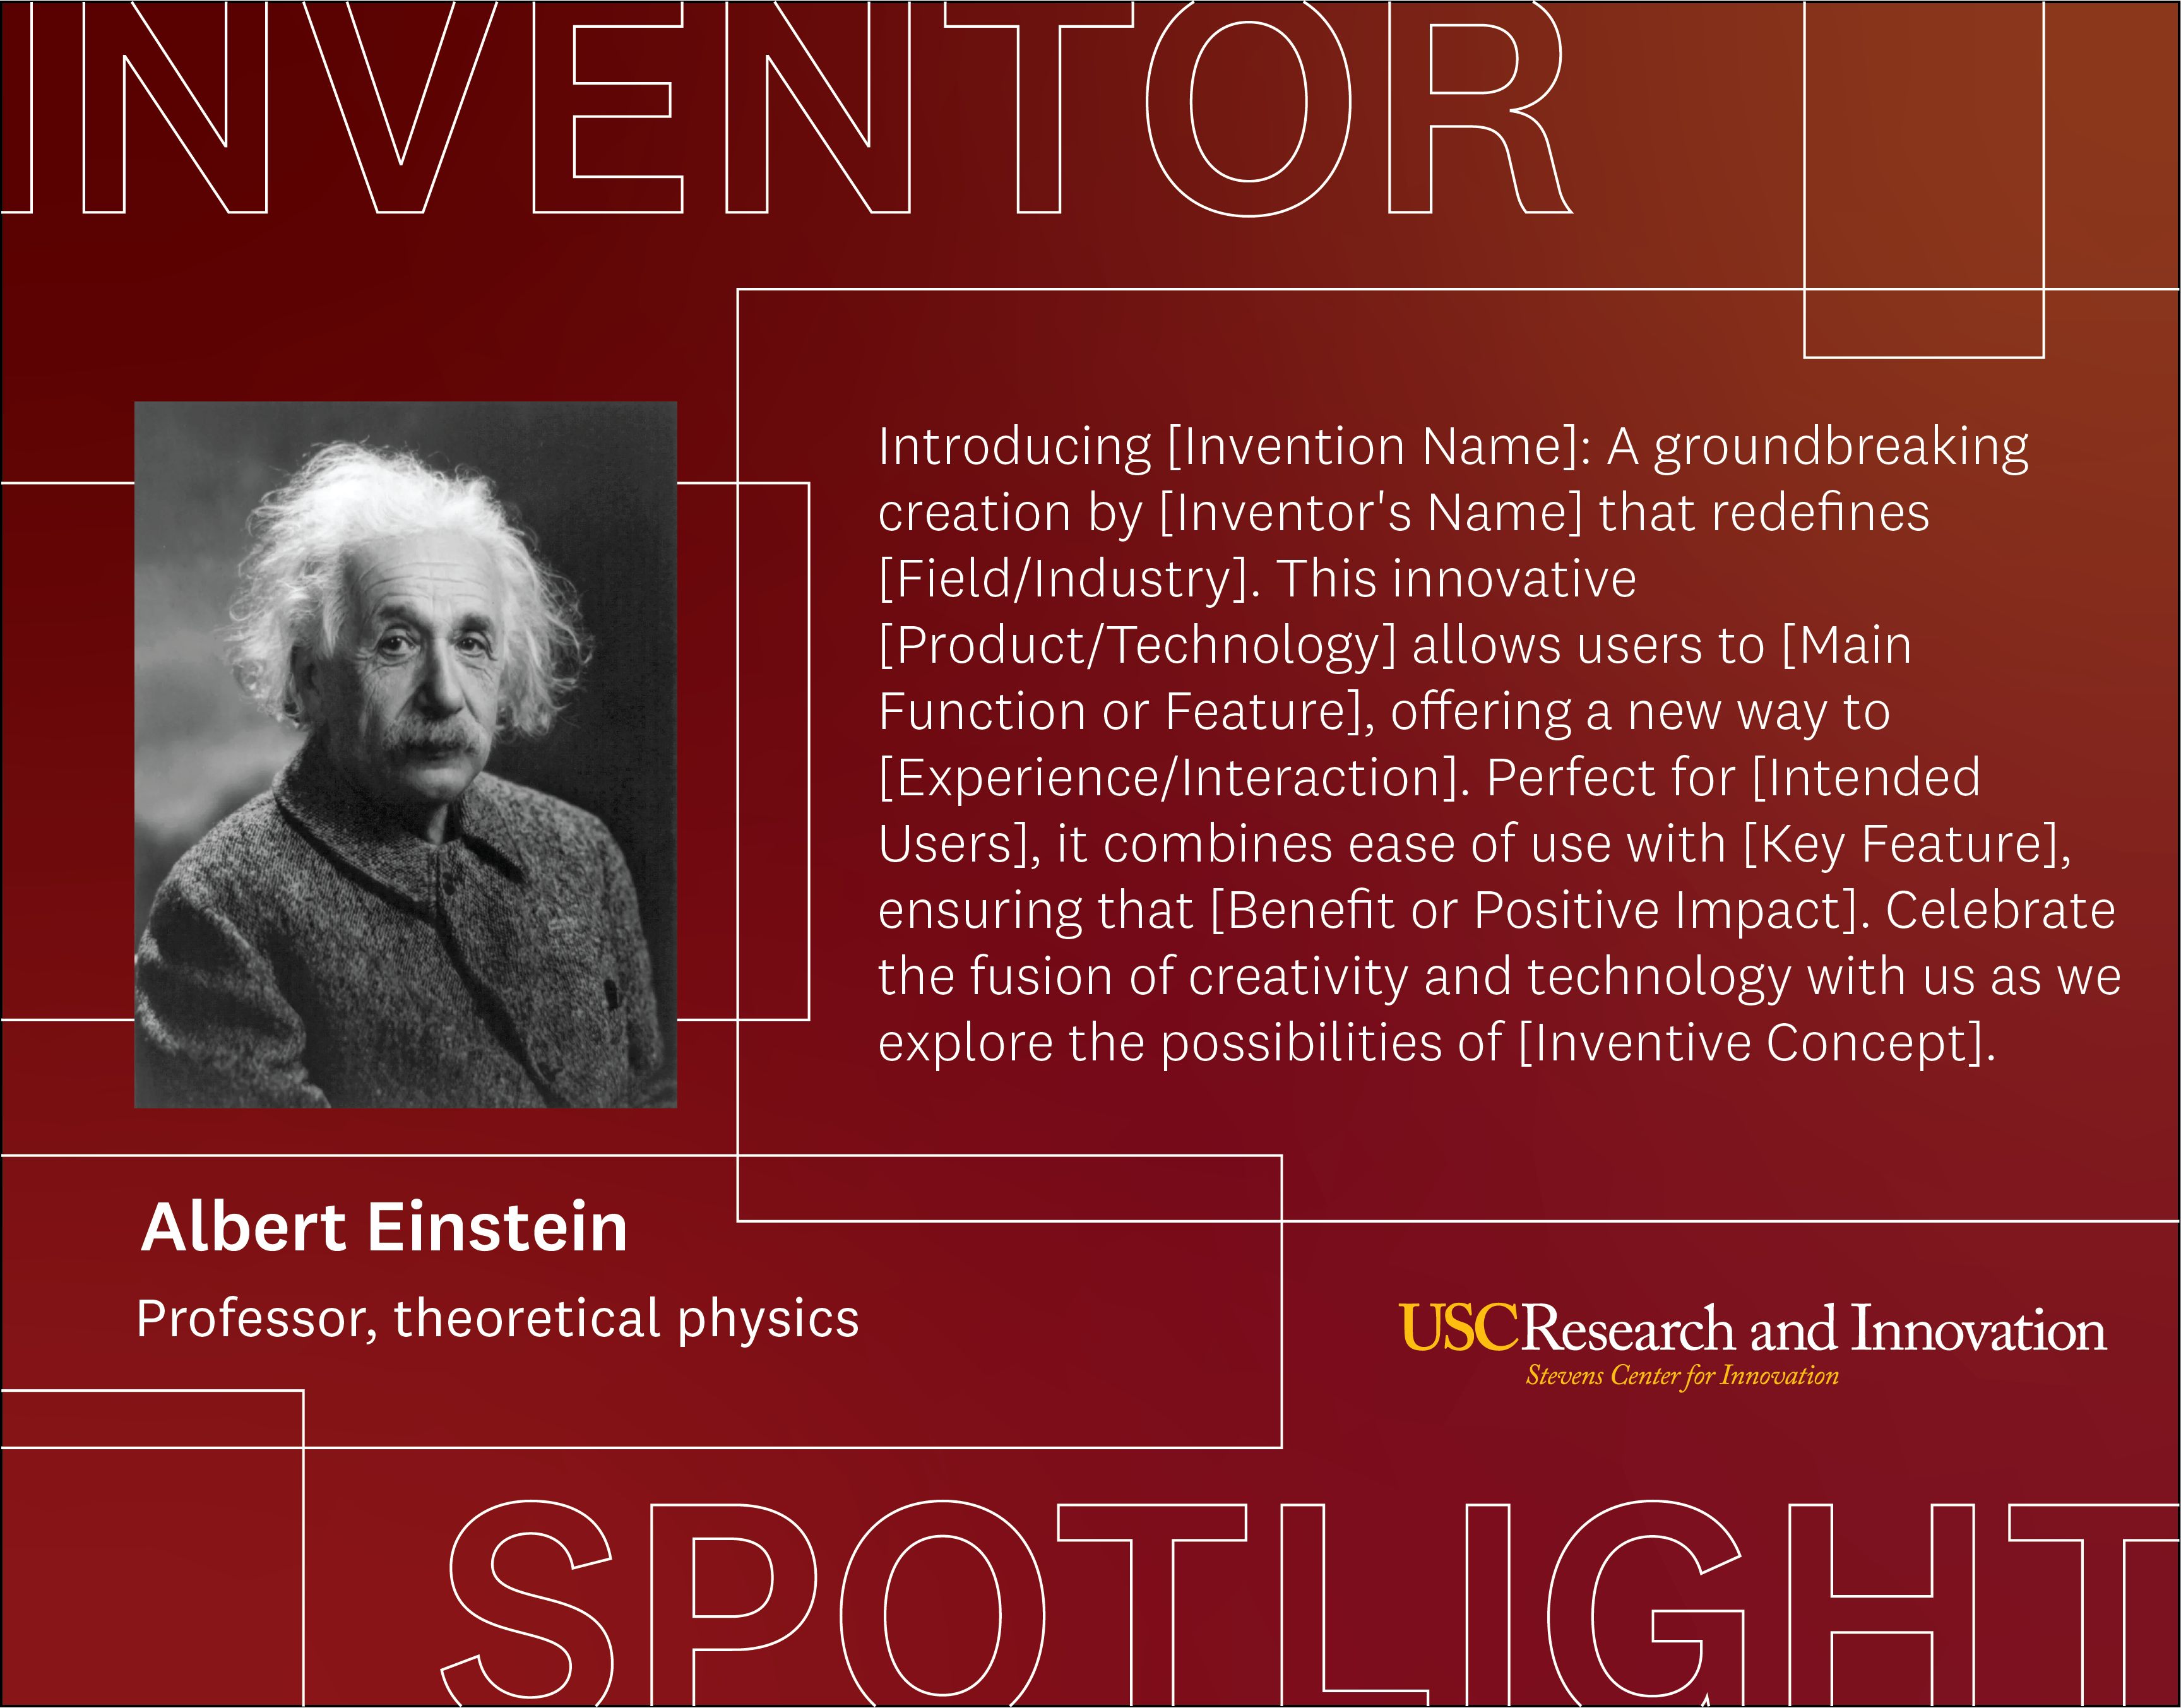 INVENTOR
Introducing [Invention Name]: A groundbreaking
creation by [Inventor's Name] that redefines
[Field/Industry]. This innovative
[Product/Technology] allows users to [Main
Function or Feature], offering a new way to
[Experience/Interaction]. Perfect for [Intended
Users], it combines ease of use with [Key Feature],
ensuring that [Benefit or Positive Impact]. Celebrate
the fusion of creativity and technology with us as we
explore the possibilities of [Inventive Concept].
Albert Einstein
Professor, theoretical physics
USC Research and Innovation
Stevens Center for Innovation
SPOTLIGHT